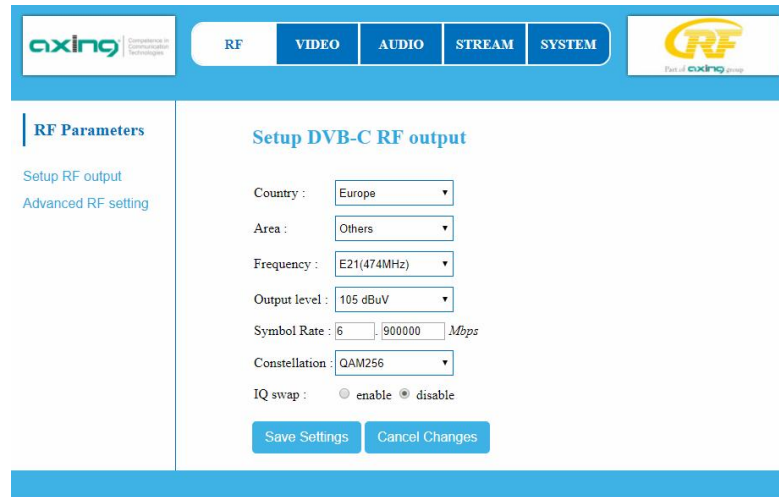 axing Competence in
Communication
Technologies
RF VIDEO AUDIO STREAM SYSTEM
CRF
Part of axing group
RF Parameters
Setup RF output
Advanced RF setting
Setup DVB-C RF output
Country : Europe
Area : Others
Frequency : E21(474MHz)
Output level : 105 dBuV
Symbol Rate : 6 . 900000 Mbps
Constellation : QAM256
IQ swap : enable disable
Save Settings Cancel Changes